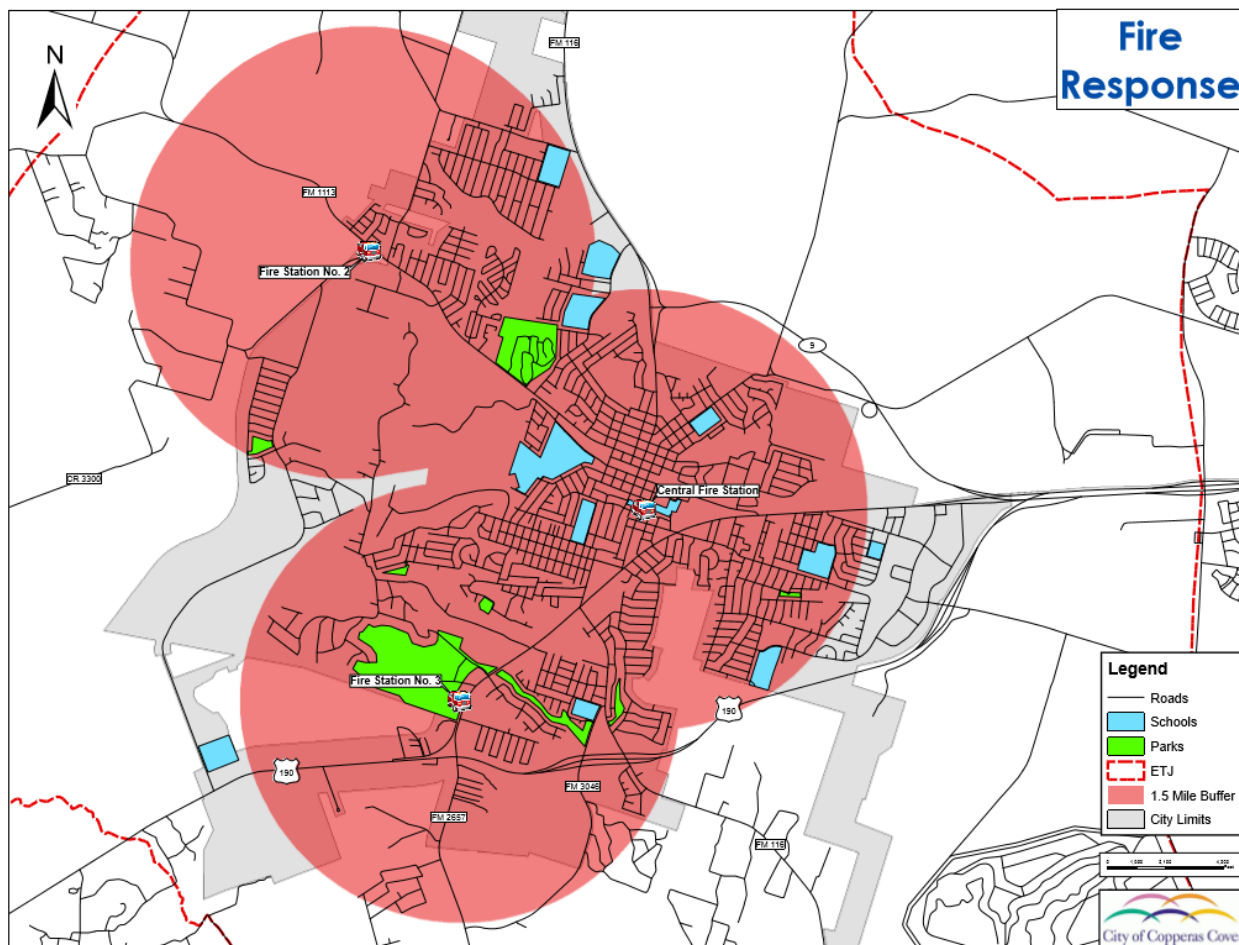 Fire
Response
N
FM 116
FM 1113
Fire Station No. 2
9
CR 3300
Central Fire Station
Fire Station No. 3
190
190
FM 3046
FM 2657
FM 116
Legend
Roads
Schools
Parks
ETJ
1.5 Mile Buffer
City Limits
City of Copperas Cove